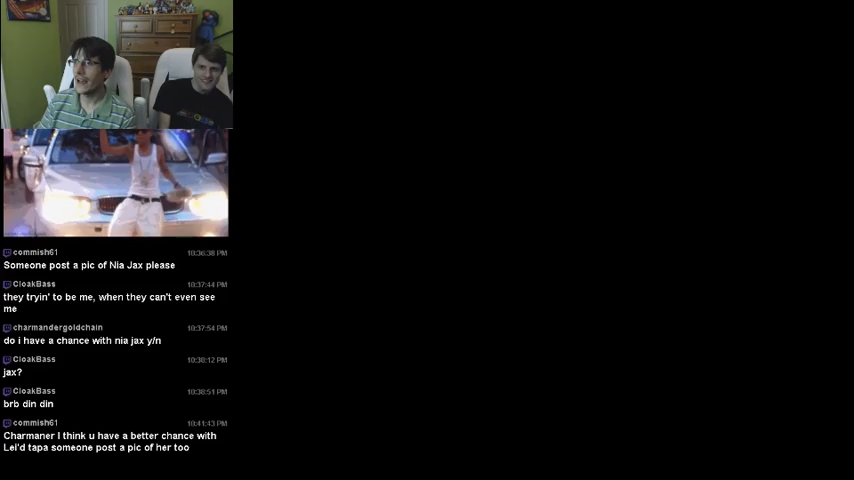 commish61 10:36:38 PM
Someone post a pic of Nia Jax please
CloakBass 10:37:44 PM
they tryin' to be me, when they can't even see
me
charmandergoldchain 10:37:54 PM
do i have a chance with nia jax y/n
CloakBass 10:38:12 PM
jax?
CloakBass 10:38:51 PM
brb din din
commish61 10:41:43 PM
Charmaner I think u have a better chance with
Lei'd tapa someone post a pic of her too